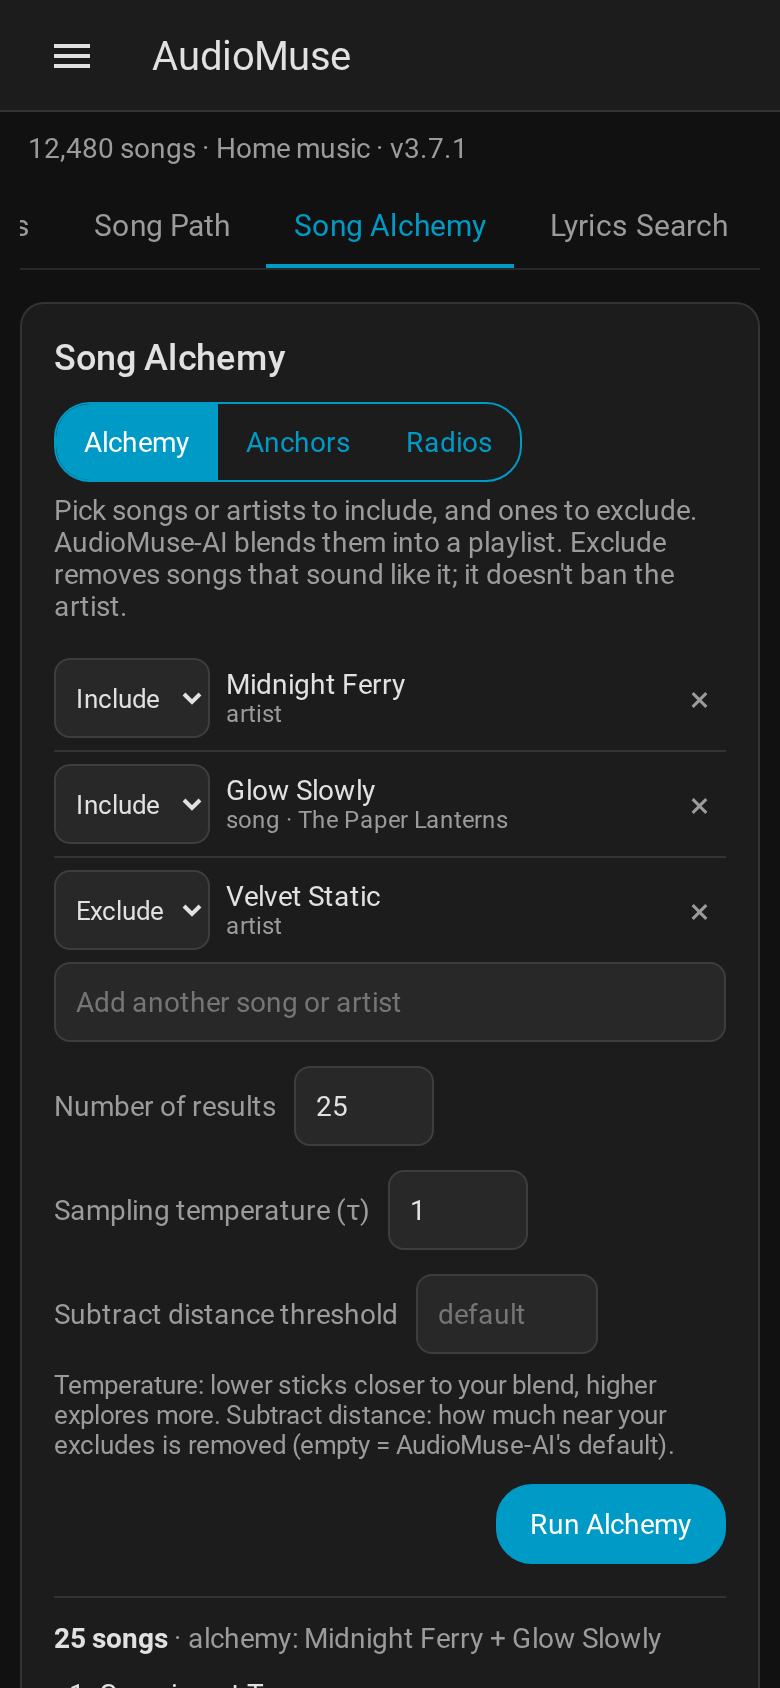 AudioMuse
12,480 songs · Home music · v3.7.1
s Song Path Song Alchemy Lyrics Search
Song Alchemy
Alchemy Anchors Radios
Pick songs or artists to include, and ones to exclude.
AudioMuse-AI blends them into a playlist. Exclude
removes songs that sound like it; it doesn't ban the
artist.
Include Midnight Ferry
artist
×
Include Glow Slowly
song · The Paper Lanterns
×
Exclude Velvet Static
artist
×
Add another song or artist
Number of results 25
Sampling temperature (τ) 1
Subtract distance threshold default
Temperature: lower sticks closer to your blend, higher
explores more. Subtract distance: how much near your
excludes is removed (empty = AudioMuse-AI's default).
Run Alchemy
25 songs · alchemy: Midnight Ferry + Glow Slowly